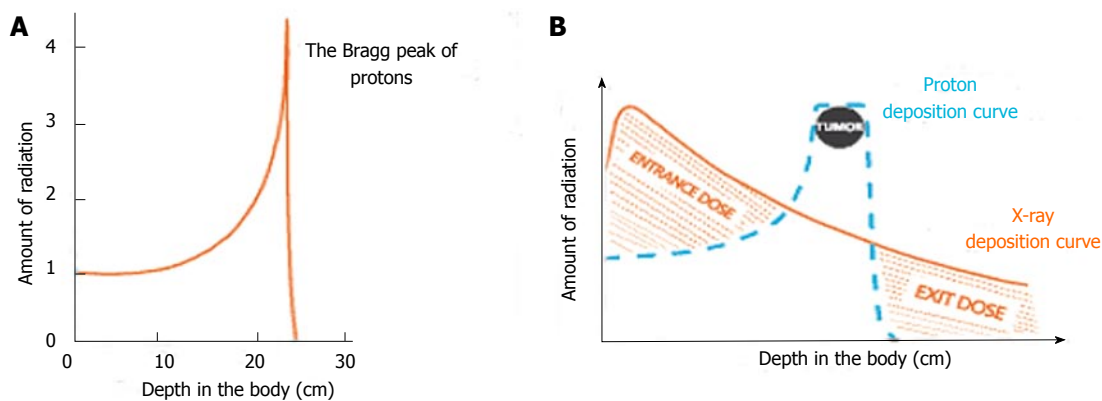 A
Amount of radiation
4
3
2
1
0
0
10
20
30
Depth in the body (cm)
The Bragg peak of
protons
B
Amount of radiation
Proton
deposition curve
TUMOR
ENTRANCE DOSE
X-ray
deposition curve
EXIT DOSE
Depth in the body (cm)